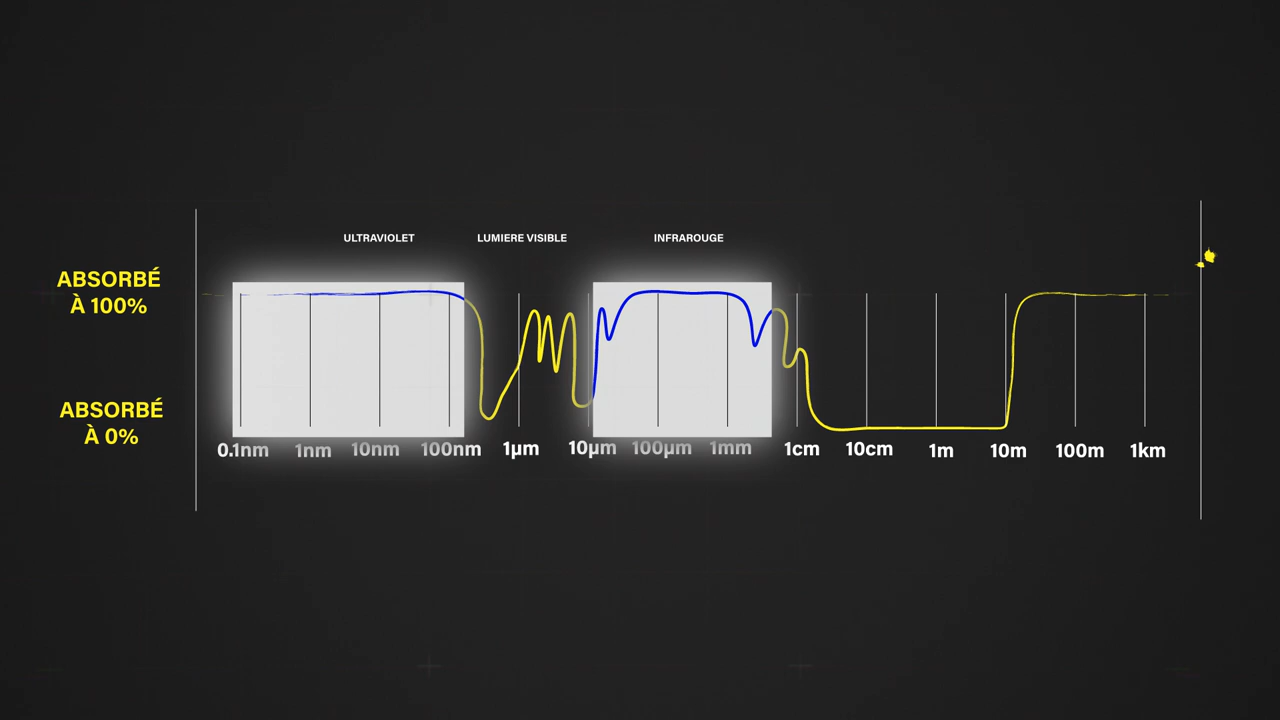 ULTRAVIOLET LUMIERE VISIBLE INFRAROUGE
ABSORBÉ
À 100%
ABSORBÉ
À 0%
0.1nm 1nm 10nm 100nm 1µm 10µm 100µm 1mm 1cm 10cm 1m 10m 100m 1km